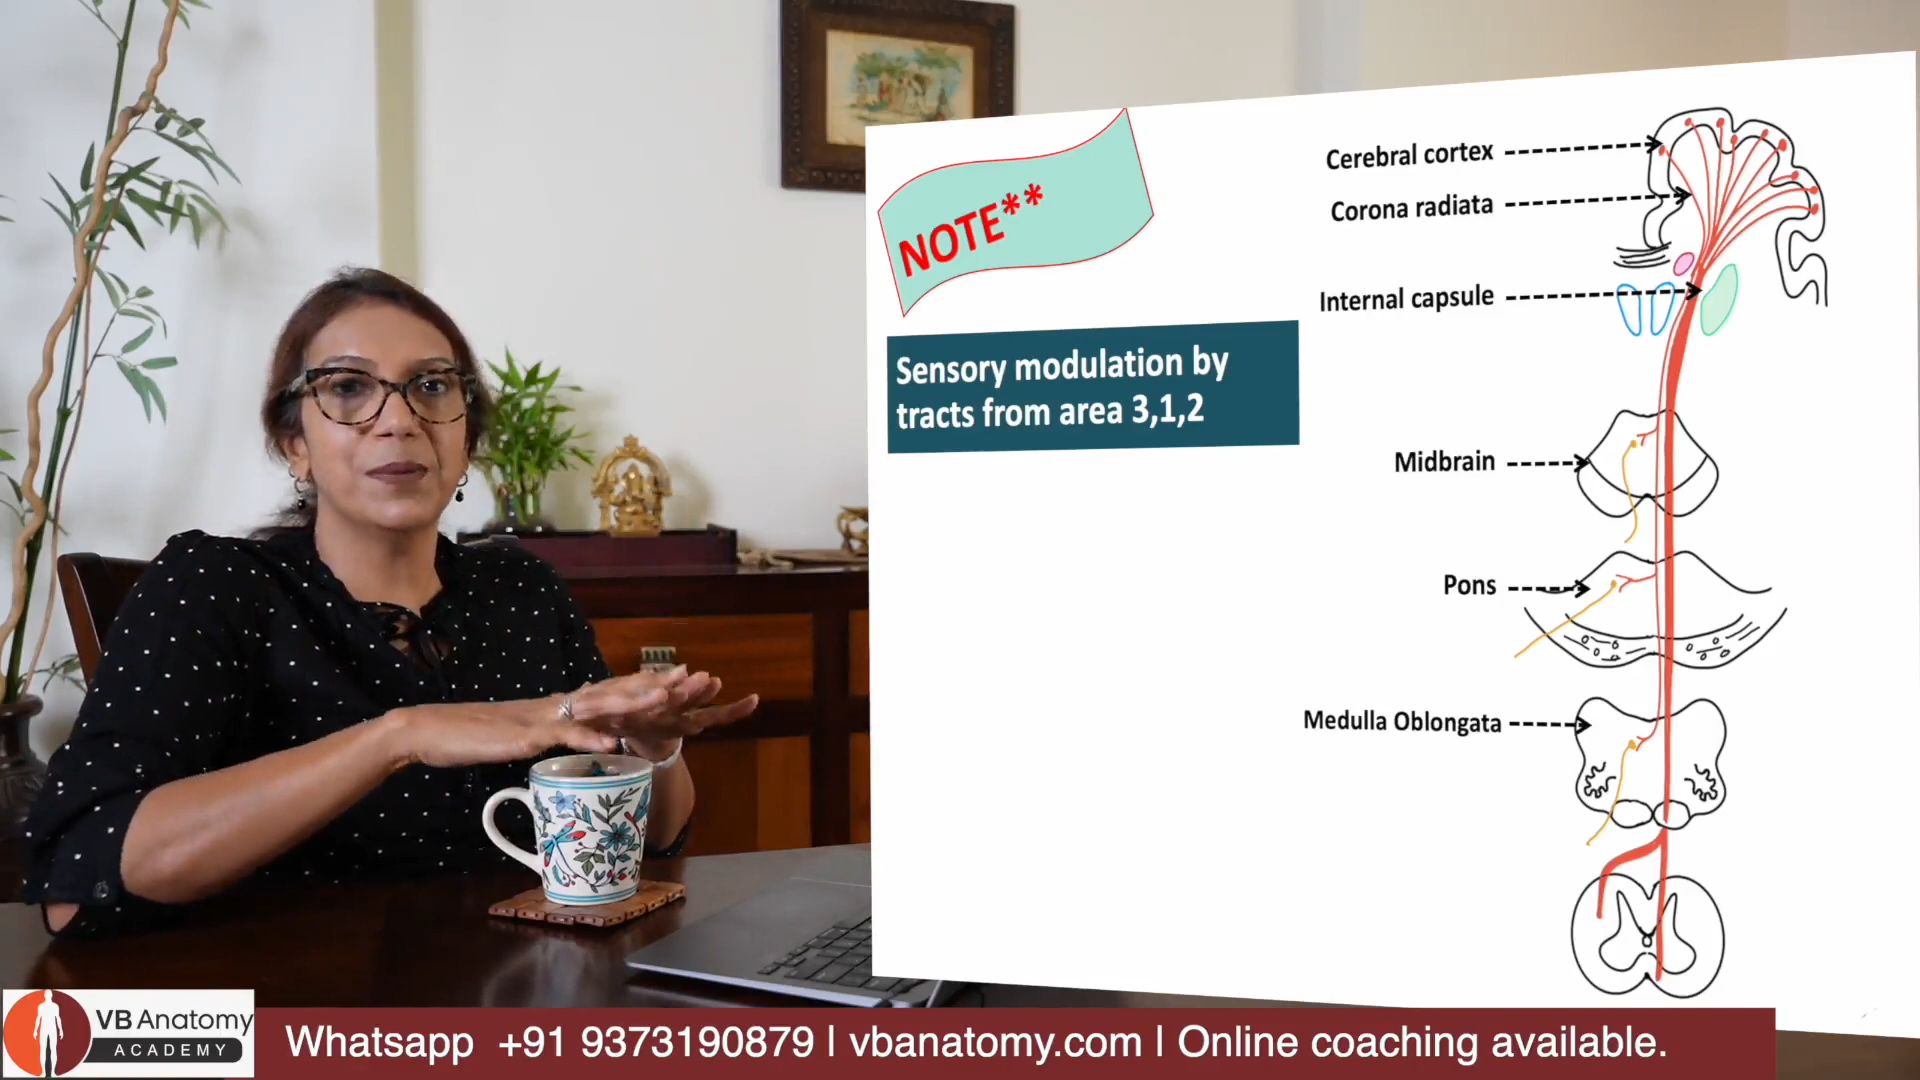 NOTE**
Sensory modulation by
tracts from area 3,1,2
Cerebral cortex
Corona radiata
Internal capsule
Midbrain
Pons
Medulla Oblongata
VB Anatomy
ACADEMY
Whatsapp +91 9373190879 | vbanatomy.com | Online coaching available.